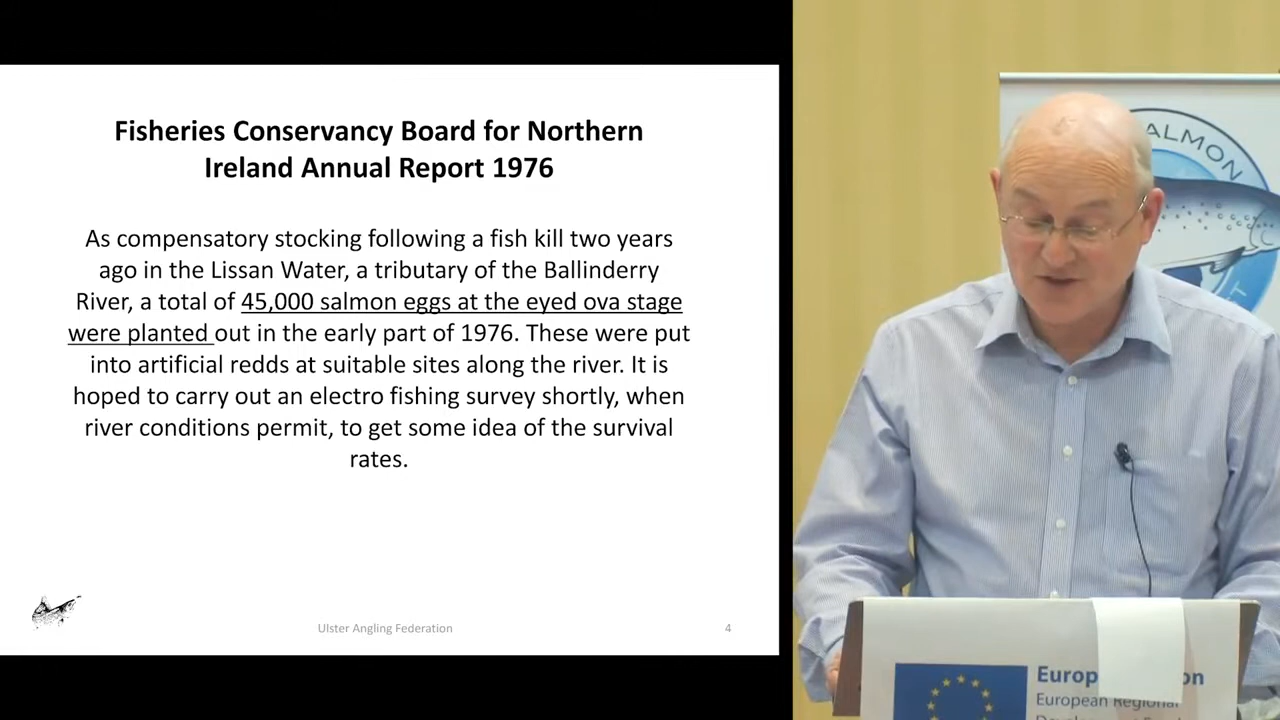 Fisheries Conservancy Board for Northern
Ireland Annual Report 1976
As compensatory stocking following a fish kill two years
ago in the Lissan Water, a tributary of the Ballinderry
River, a total of 45,000 salmon eggs at the eyed ova stage
were planted out in the early part of 1976. These were put
into artificial redds at suitable sites along the river. It is
hoped to carry out an electro fishing survey shortly, when
river conditions permit, to get some idea of the survival
rates.
Ulster Angling Federation
4
SALMON
European Regional